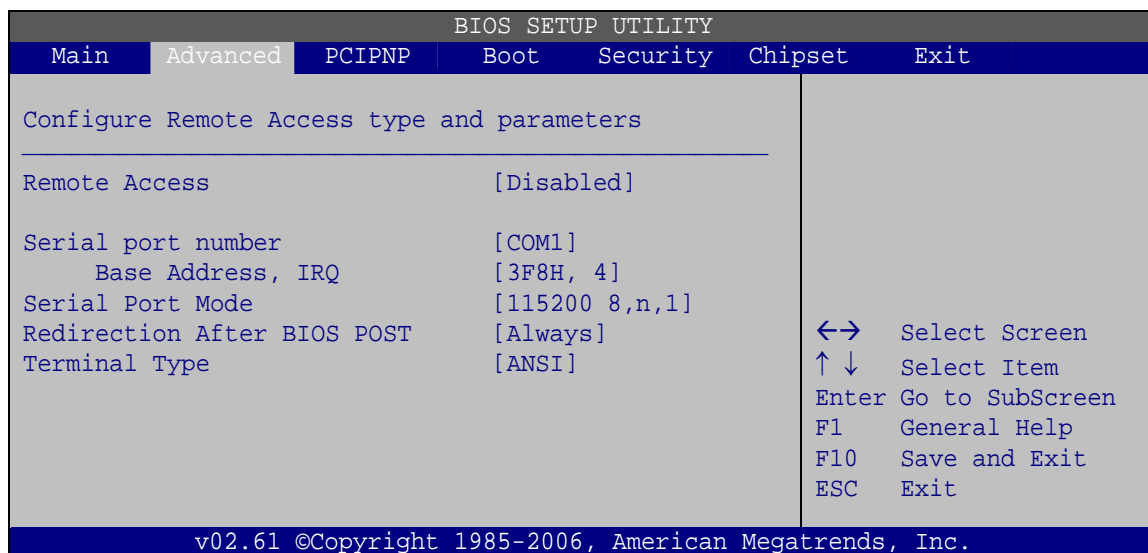 BIOS SETUP UTILITY
Main Advanced PCIPNP Boot Security Chipset Exit
Configure Remote Access type and parameters
Remote Access [Disabled]
Serial port number [COM1]
Base Address, IRQ [3F8H, 4]
Serial Port Mode [115200 8,n,1]
Redirection After BIOS POST [Always]
Terminal Type [ANSI]
←→ Select Screen
↑ ↓ Select Item
Enter Go to SubScreen
F1 General Help
F10 Save and Exit
ESC Exit
v02.61 ©Copyright 1985-2006, American Megatrends, Inc.